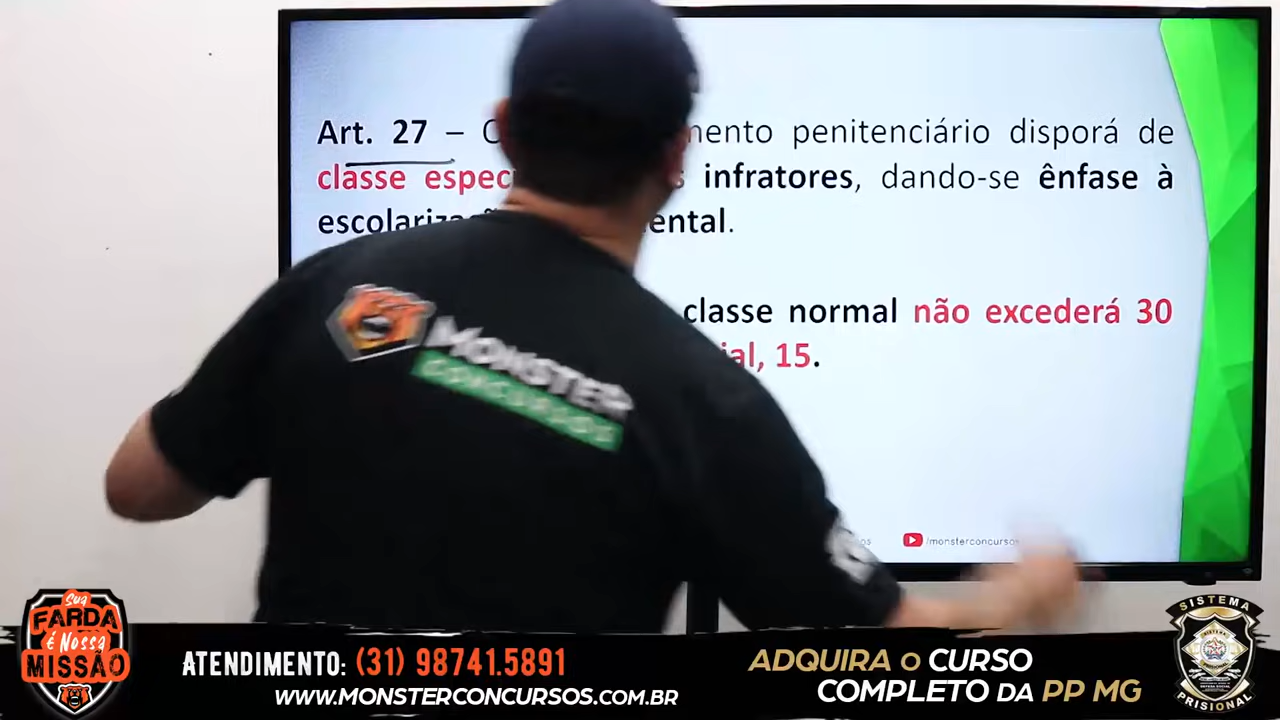 Art. 27 – O mento penitenciário disporá de
classe espec s infratores, dando-se ênfase à
escolariza ental.
classe normal não excederá 30
ial, 15.
MONSTER
CONCURSOS
os /monsterconcursos
Sua
FARDA
é Nossa
MISSÃO
ATENDIMENTO: (31) 98741.5891
WWW.MONSTERCONCURSOS.COM.BR
ADQUIRA O CURSO
COMPLETO DA PP MG
SISTEMA
PRISIONAL